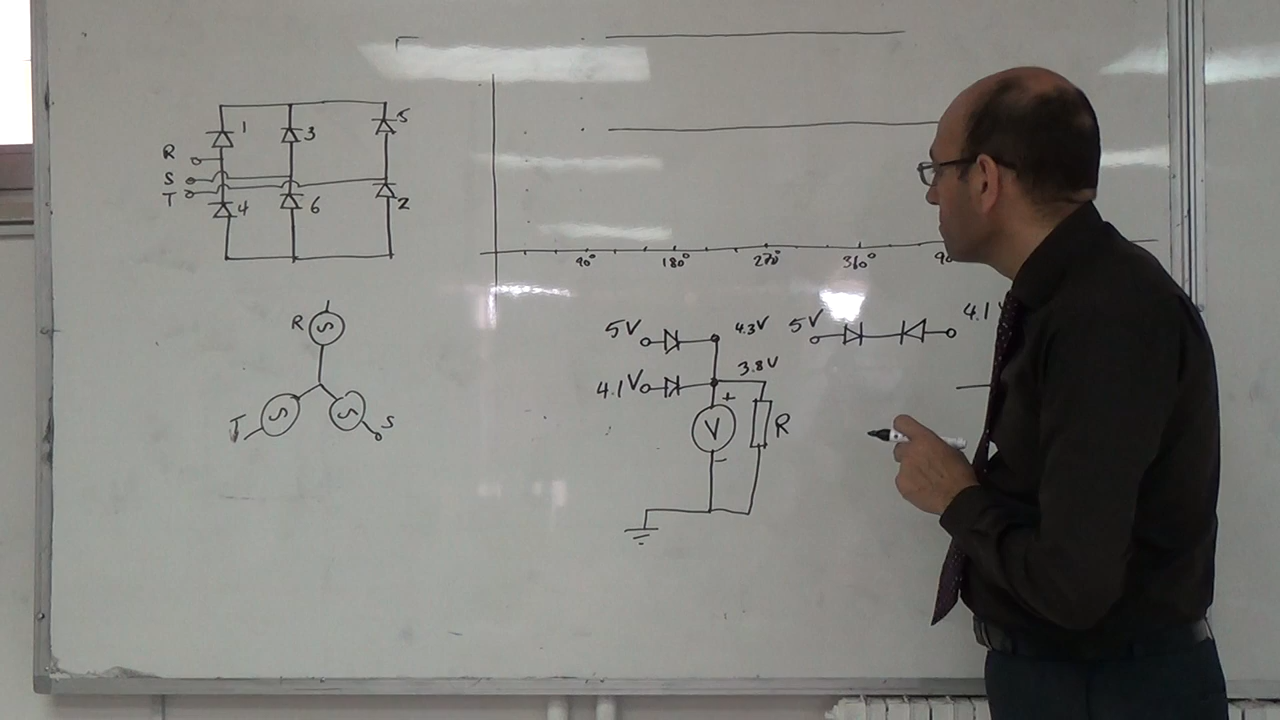 1 3 5
R
S
T
4 6 2
90° 180° 270° 360° 90
R
T S
5V 4.3V
4.1V 3.8V
+
V R
-
5V 4.1V